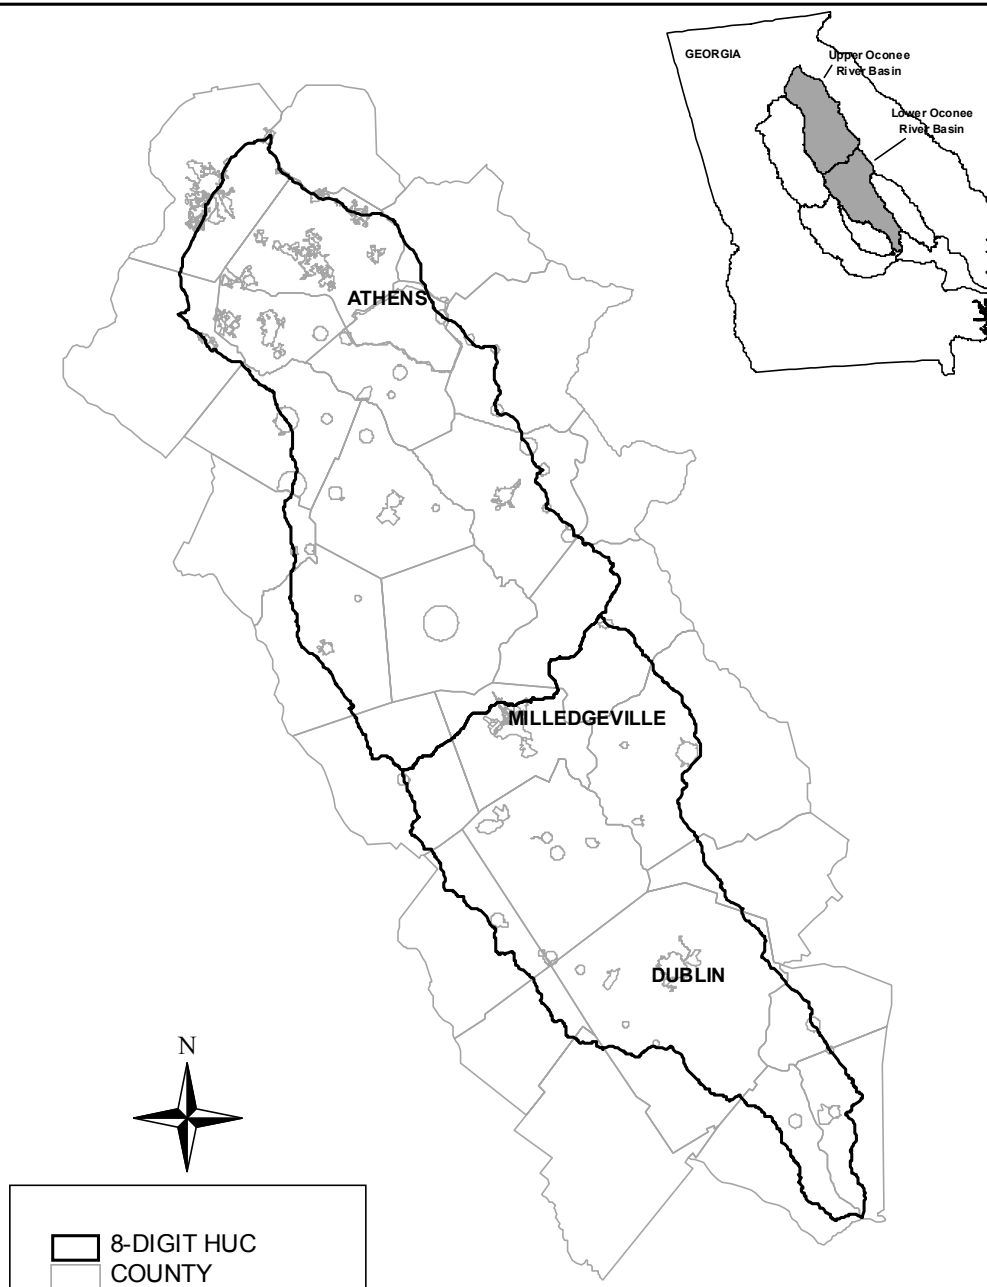 GEORGIA
Upper Oconee
River Basin
Lower Oconee
River Basin
ATHENS
MILLEDGEVILLE
DUBLIN
N
8-DIGIT HUC
COUNTY